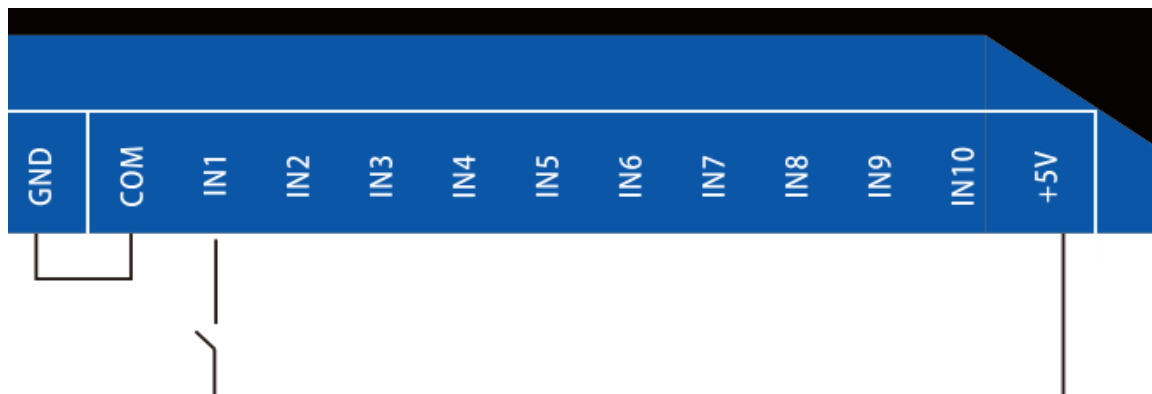 GND
COM
IN1
IN2
IN3
IN4
IN5
IN6
IN7
IN8
IN9
IN10
+5V